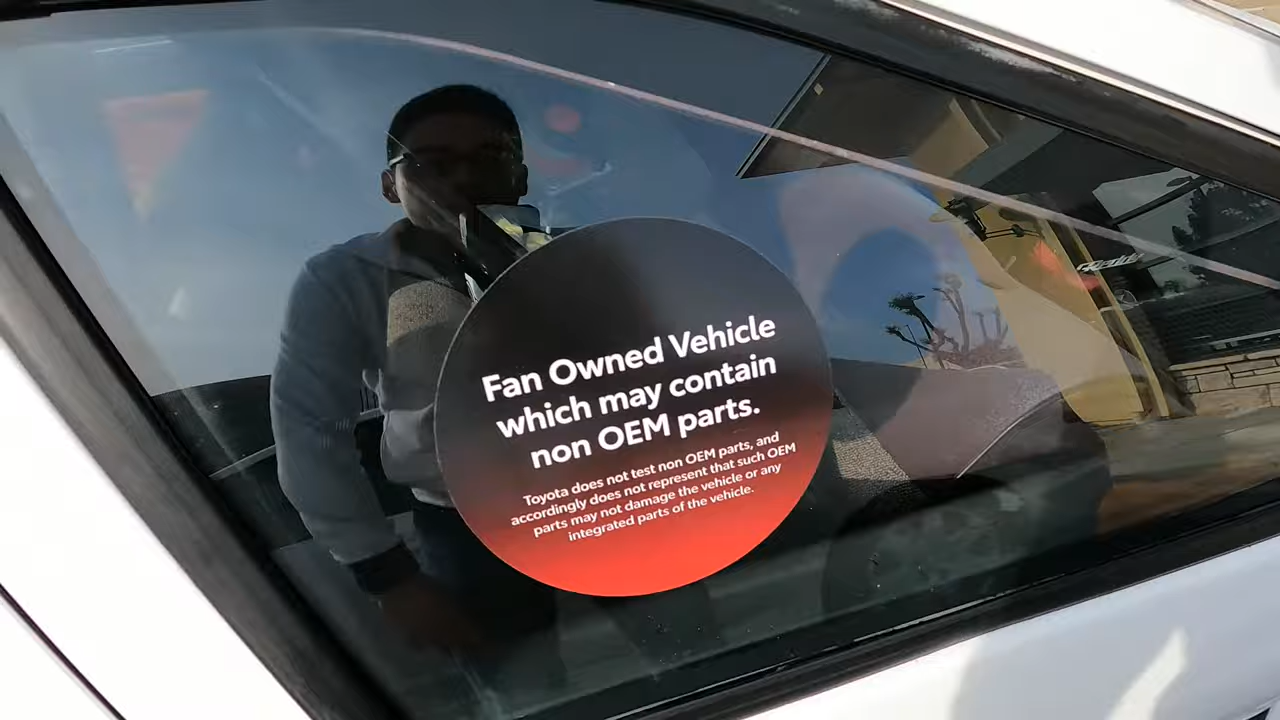 Fan Owned Vehicle
which may contain
non OEM parts.
Toyota does not test non OEM parts, and
accordingly does not represent that such OEM
parts may not damage the vehicle or any
integrated parts of the vehicle.